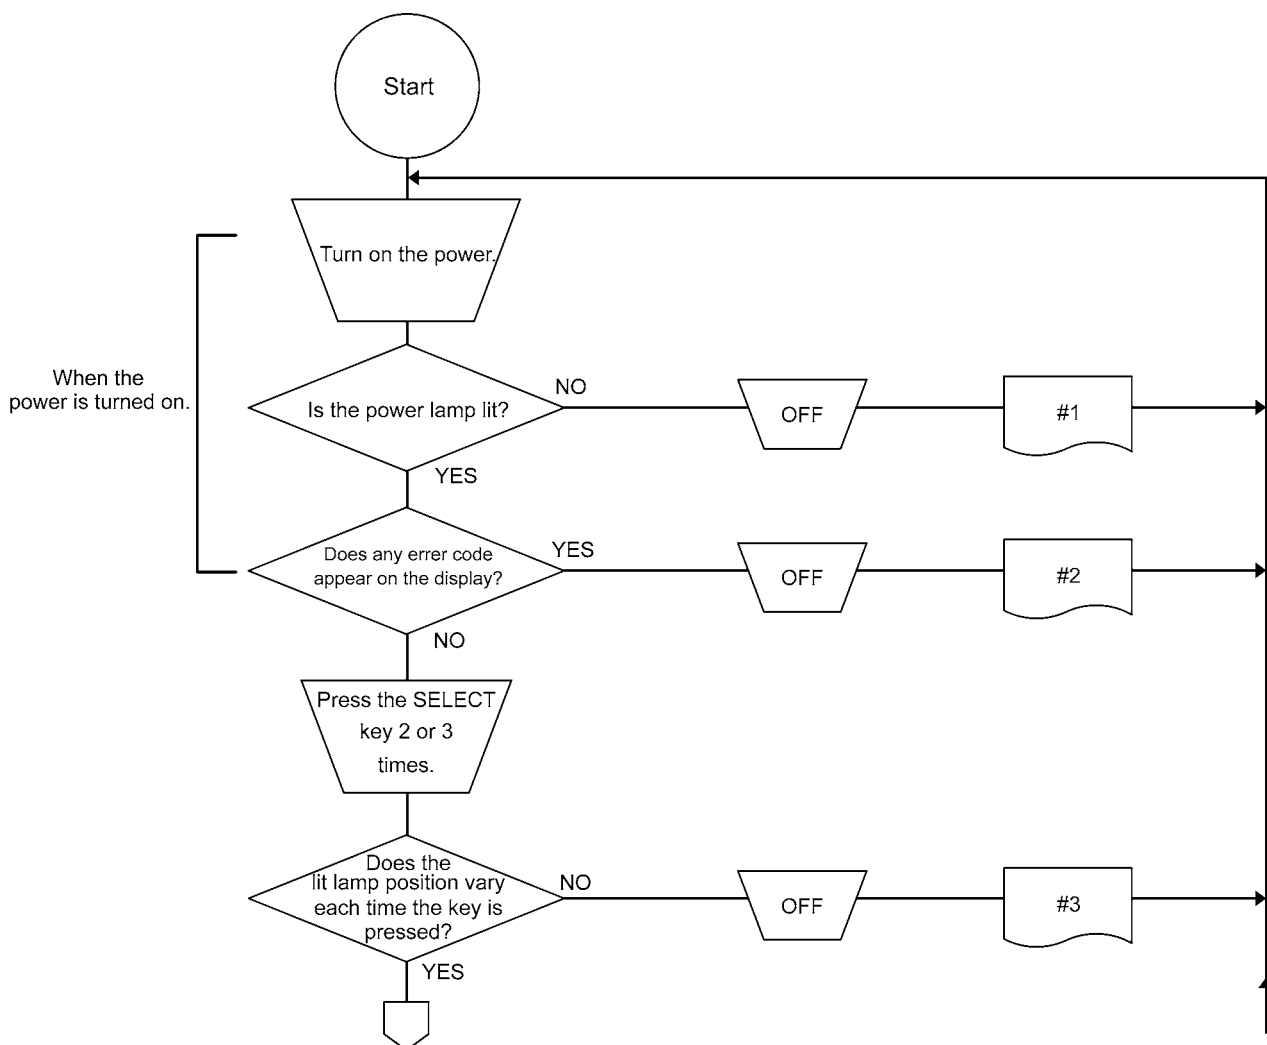 Start
Turn on the power.
When the
power is turned on.
Is the power lamp lit?
NO
OFF
#1
YES
Does any errer code
appear on the display?
YES
OFF
#2
NO
Press the SELECT
key 2 or 3
times.
Does the
lit lamp position vary
each time the key is
pressed?
NO
OFF
#3
YES